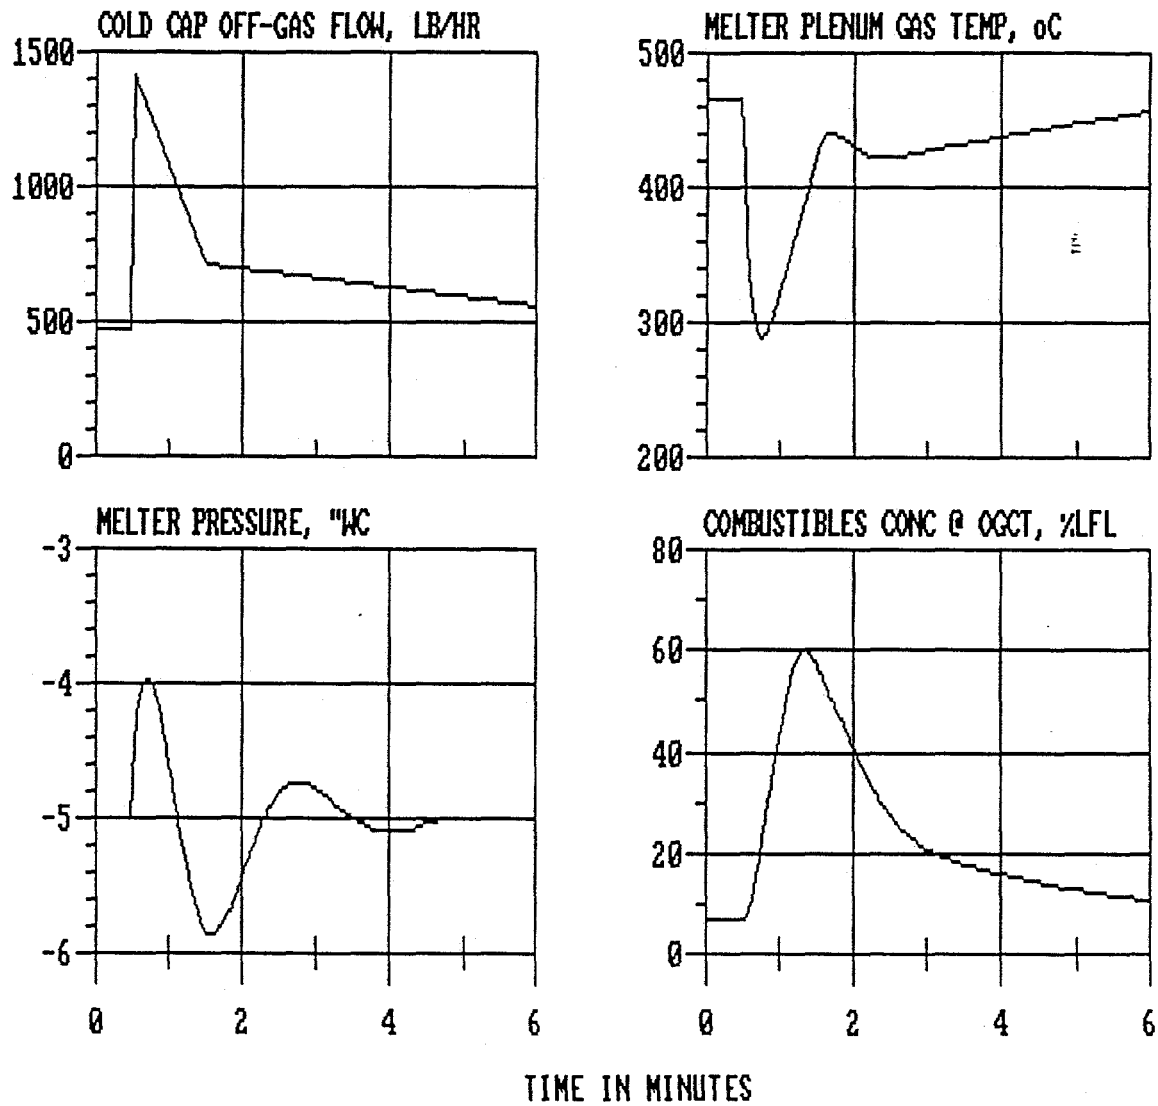 COLD CAP OFF-GAS FLOW, LB/HR
1500
1000
500
0
MELTER PLENUM GAS TEMP, oC
500
400
300
200
MELTER PRESSURE, "WC
-3
-4
-5
-6
0 2 4 6
COMBUSTIBLES CONC @ OGCT, %LFL
80
60
40
20
0
0 2 4 6
TIME IN MINUTES